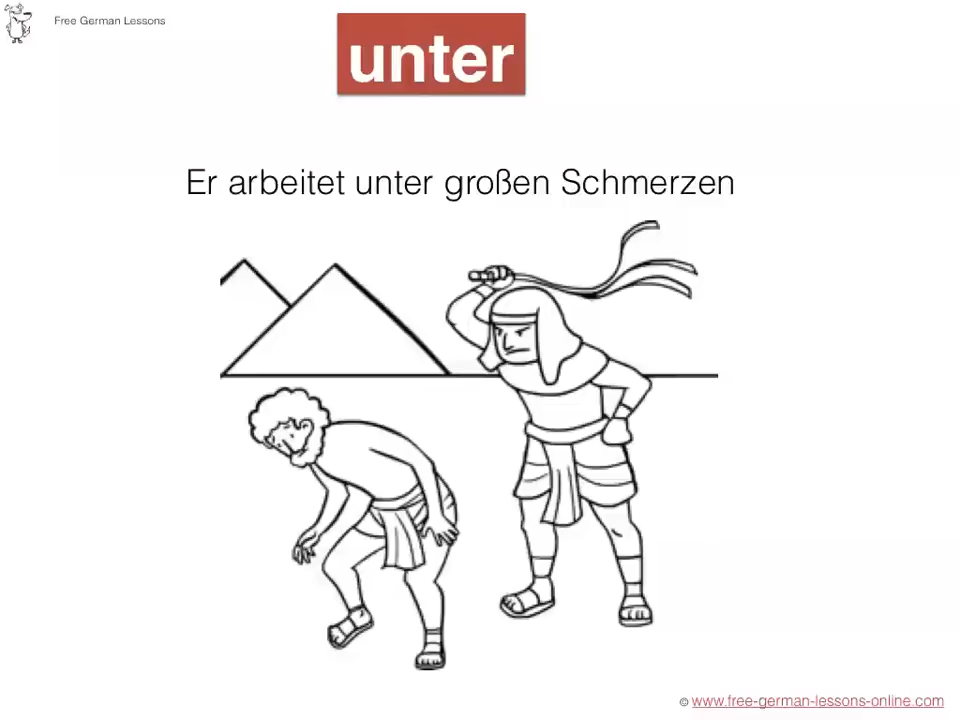 Free German Lessons
unter
Er arbeitet unter großen Schmerzen
© www.free-german-lessons-online.com